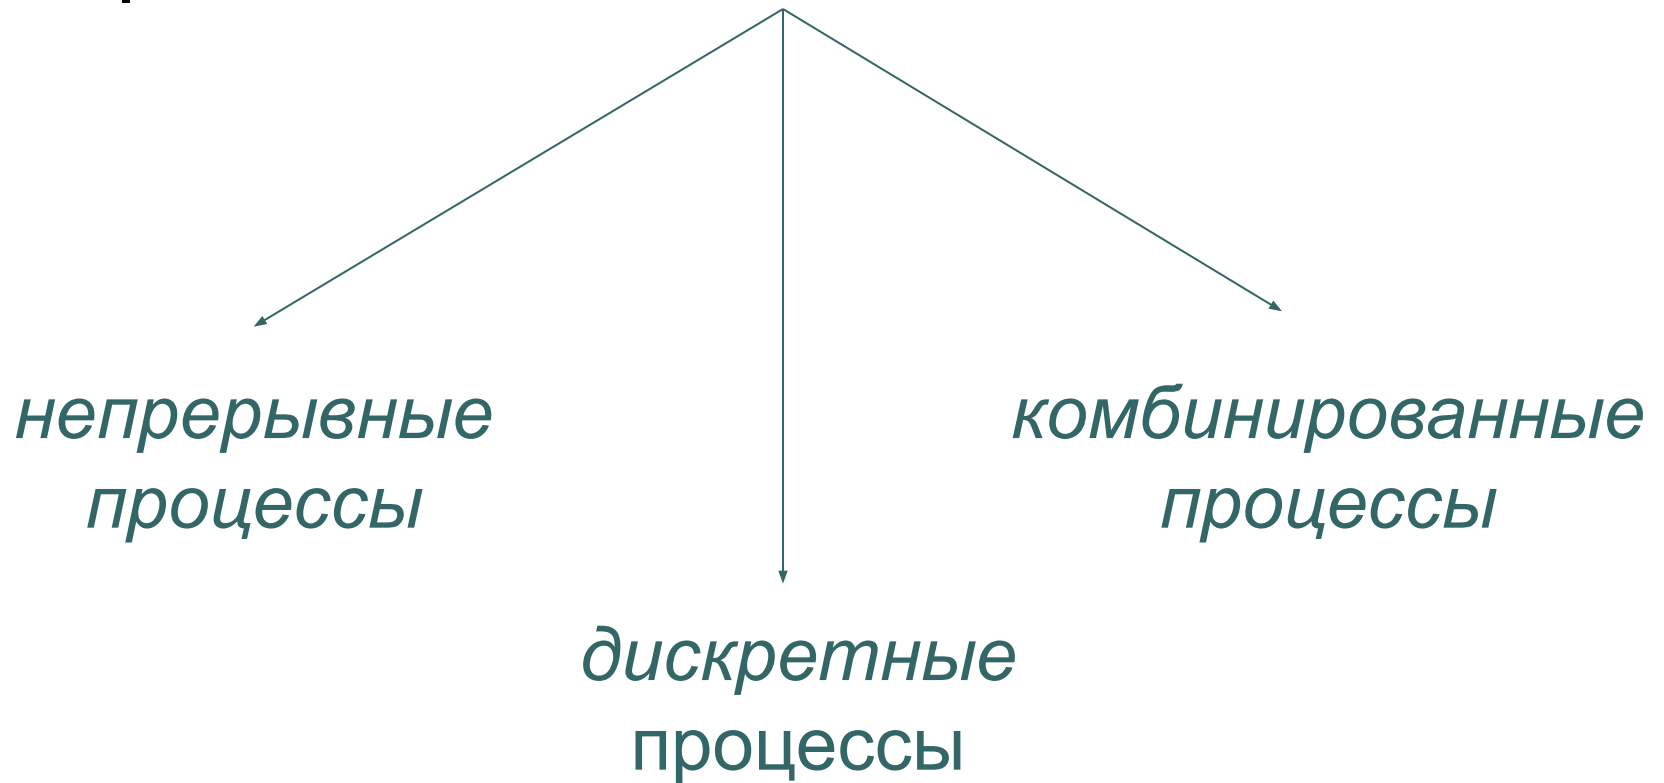 непрерывные
процессы
комбинированные
процессы
дискретные
процессы